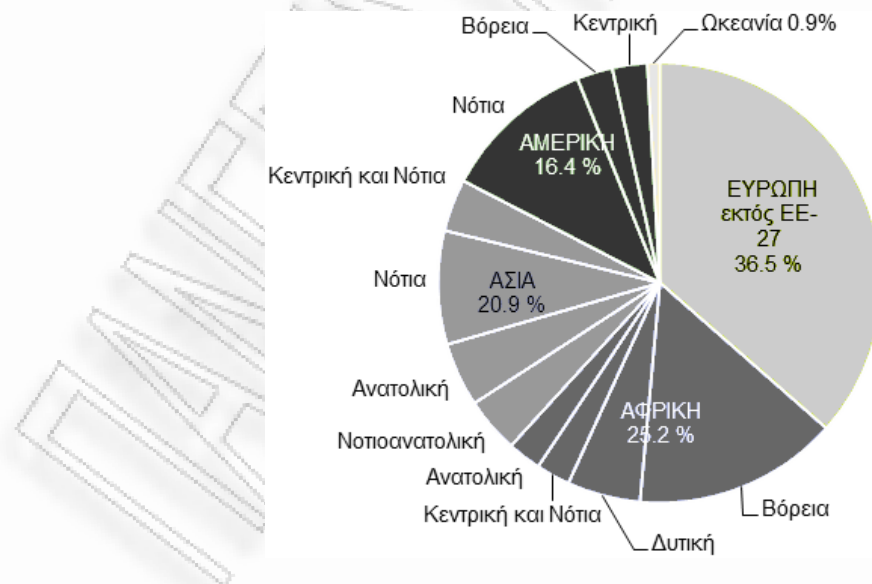 Βόρεια
Κεντρική
Ωκεανία 0.9%
Νότια
ΑΜΕΡΙΚΗ
16.4 %
Κεντρική και Νότια
ΕΥΡΩΠΗ
εκτός ΕΕ-
27
36.5 %
Νότια
ΑΣΙΑ
20.9 %
Ανατολική
ΑΦΡΙΚΗ
25.2 %
Νοτιοανατολική
Ανατολική
Κεντρική και Νότια
Βόρεια
Δυτική